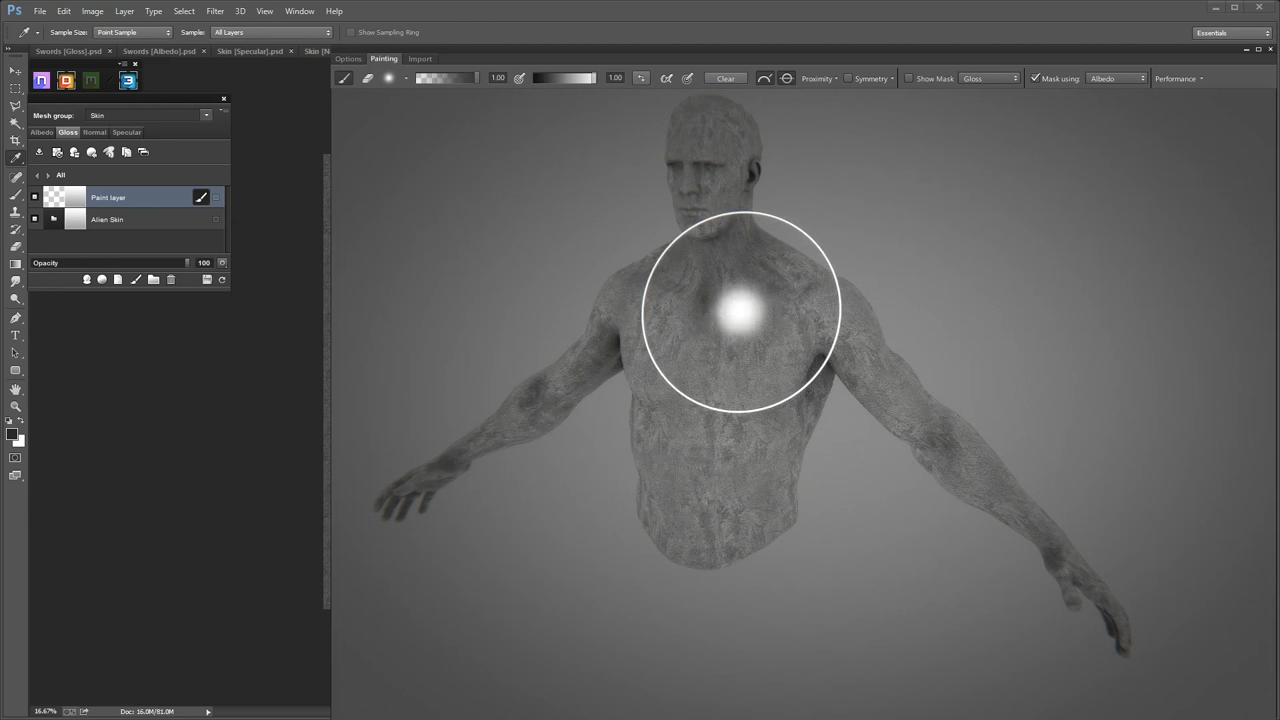 Ps File Edit Image Layer Type Select Filter 3D View Window Help
Sample Size: Point Sample Sample: All Layers Show Sampling Ring Essentials
Swords [Gloss].psd × Swords [Albedo].psd × Skin [Specular].psd × Skin [N
Options Painting Import
1.00 1.00 Clear Proximity Symmetry Show Mask Gloss Mask using: Albedo Performance
Mesh group: Skin
Albedo Gloss Normal Specular
All
Paint layer
Alien Skin
Opacity 100
16.67% Doc: 16.0M/81.0M